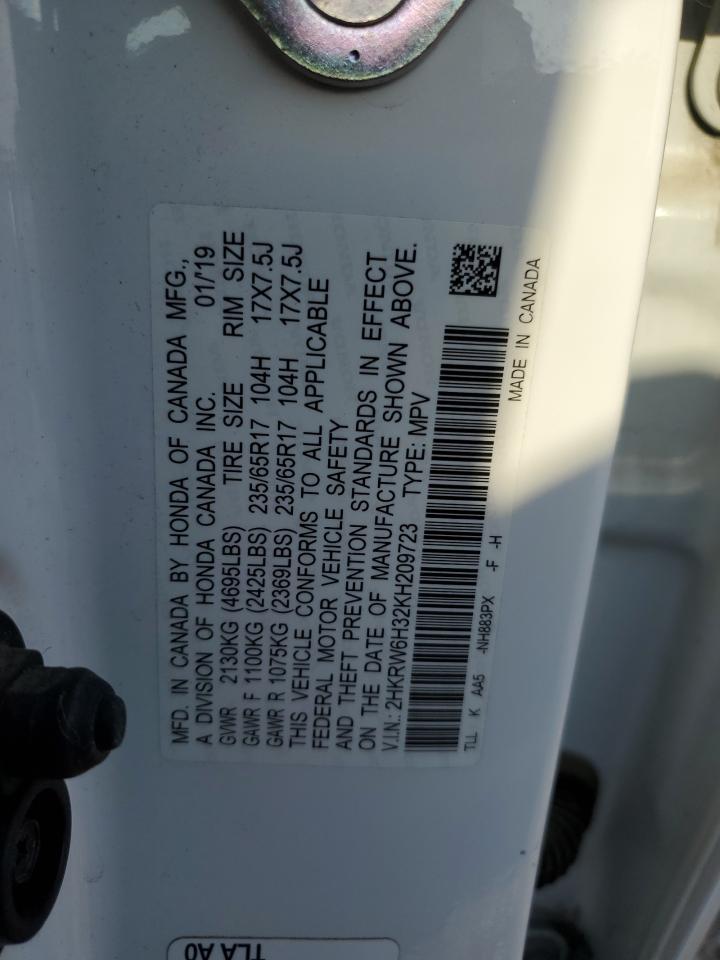 MFD. IN CANADA BY HONDA OF CANADA MFG.,
A DIVISION OF HONDA CANADA INC. 01/'19
GVWR 2130KG (4695LBS) TIRE SIZE RIM SIZE
GAWR F 1100KG (2425LBS) 235/65R17 104H 17X7.5J
GAWR R 1075KG (2369LBS) 235/65R17 104H 17X7.5J
THIS VEHICLE CONFORMS TO ALL APPLICABLE
FEDERAL MOTOR VEHICLE SAFETY
AND THEFT PREVENTION STANDARDS IN EFFECT
ON THE DATE OF MANUFACTURE SHOWN ABOVE.
V.I.N.: 2HKRW6H32KH209723 TYPE: MPV
TLL K AA5 -NH883PX -F -H
MADE IN CANADA
TLA A0